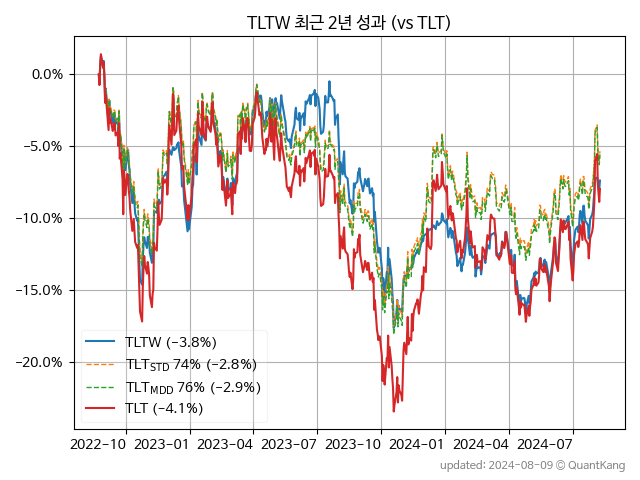 TLTW 최근 2년 성과 (vs TLT)
0.0%
−5.0%
−10.0%
−15.0%
−20.0%
TLTW (−3.8%)
TLT_STD 74% (−2.8%)
TLT_MDD 76% (−2.9%)
TLT (−4.1%)
2022-10 2023-01 2023-04 2023-07 2023-10 2024-01 2024-04 2024-07
updated: 2024-08-09 © QuantKang